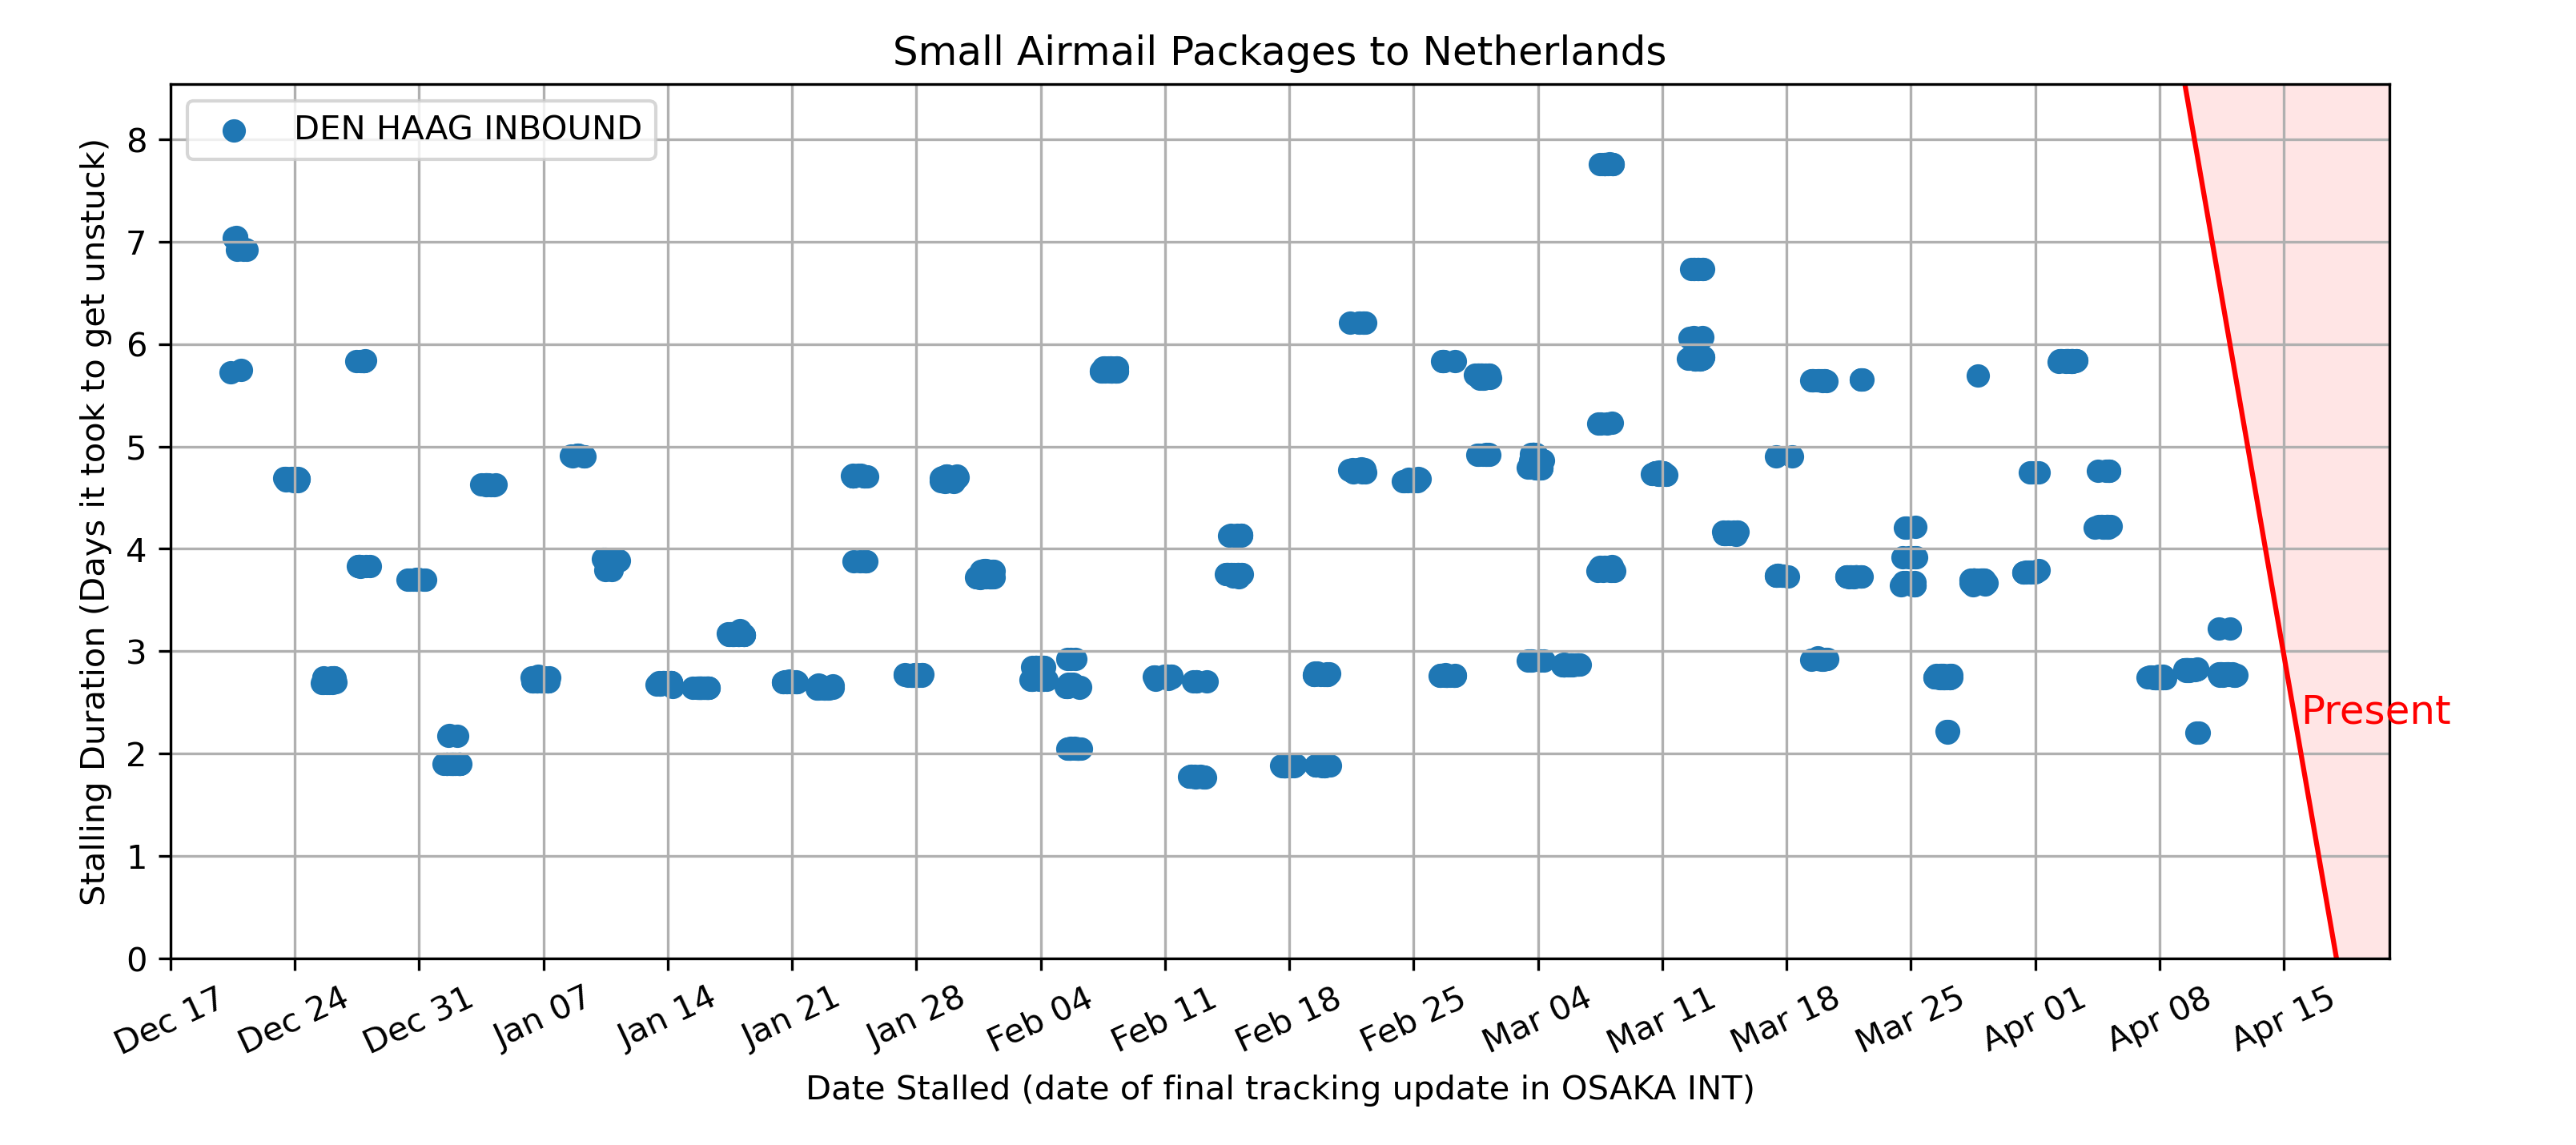 Small Airmail Packages to Netherlands
DEN HAAG INBOUND
Stalling Duration (Days it took to get unstuck)
8
7
6
5
4
3
2
1
0
Present
Dec 17
Dec 24
Dec 31
Jan 07
Jan 14
Jan 21
Jan 28
Feb 04
Feb 11
Feb 18
Feb 25
Mar 04
Mar 11
Mar 18
Mar 25
Apr 01
Apr 08
Apr 15
Date Stalled (date of final tracking update in OSAKA INT)